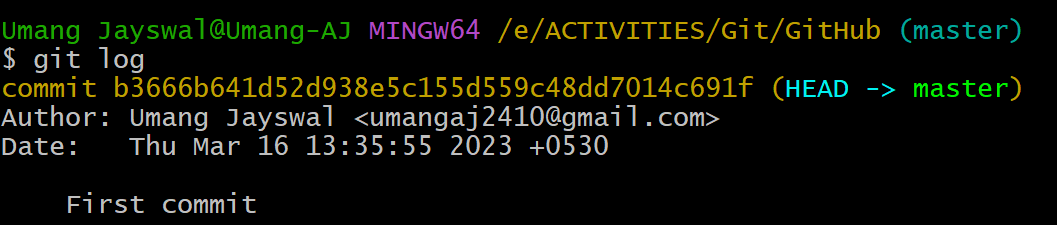 Umang Jayswal@Umang-AJ MINGW64 /e/ACTIVITIES/Git/GitHub (master)
$ git log
commit b3666b641d52d938e5c155d559c48dd7014c691f (HEAD -> master)
Author: Umang Jayswal <umangaj2410@gmail.com>
Date:   Thu Mar 16 13:35:55 2023 +0530
    First commit